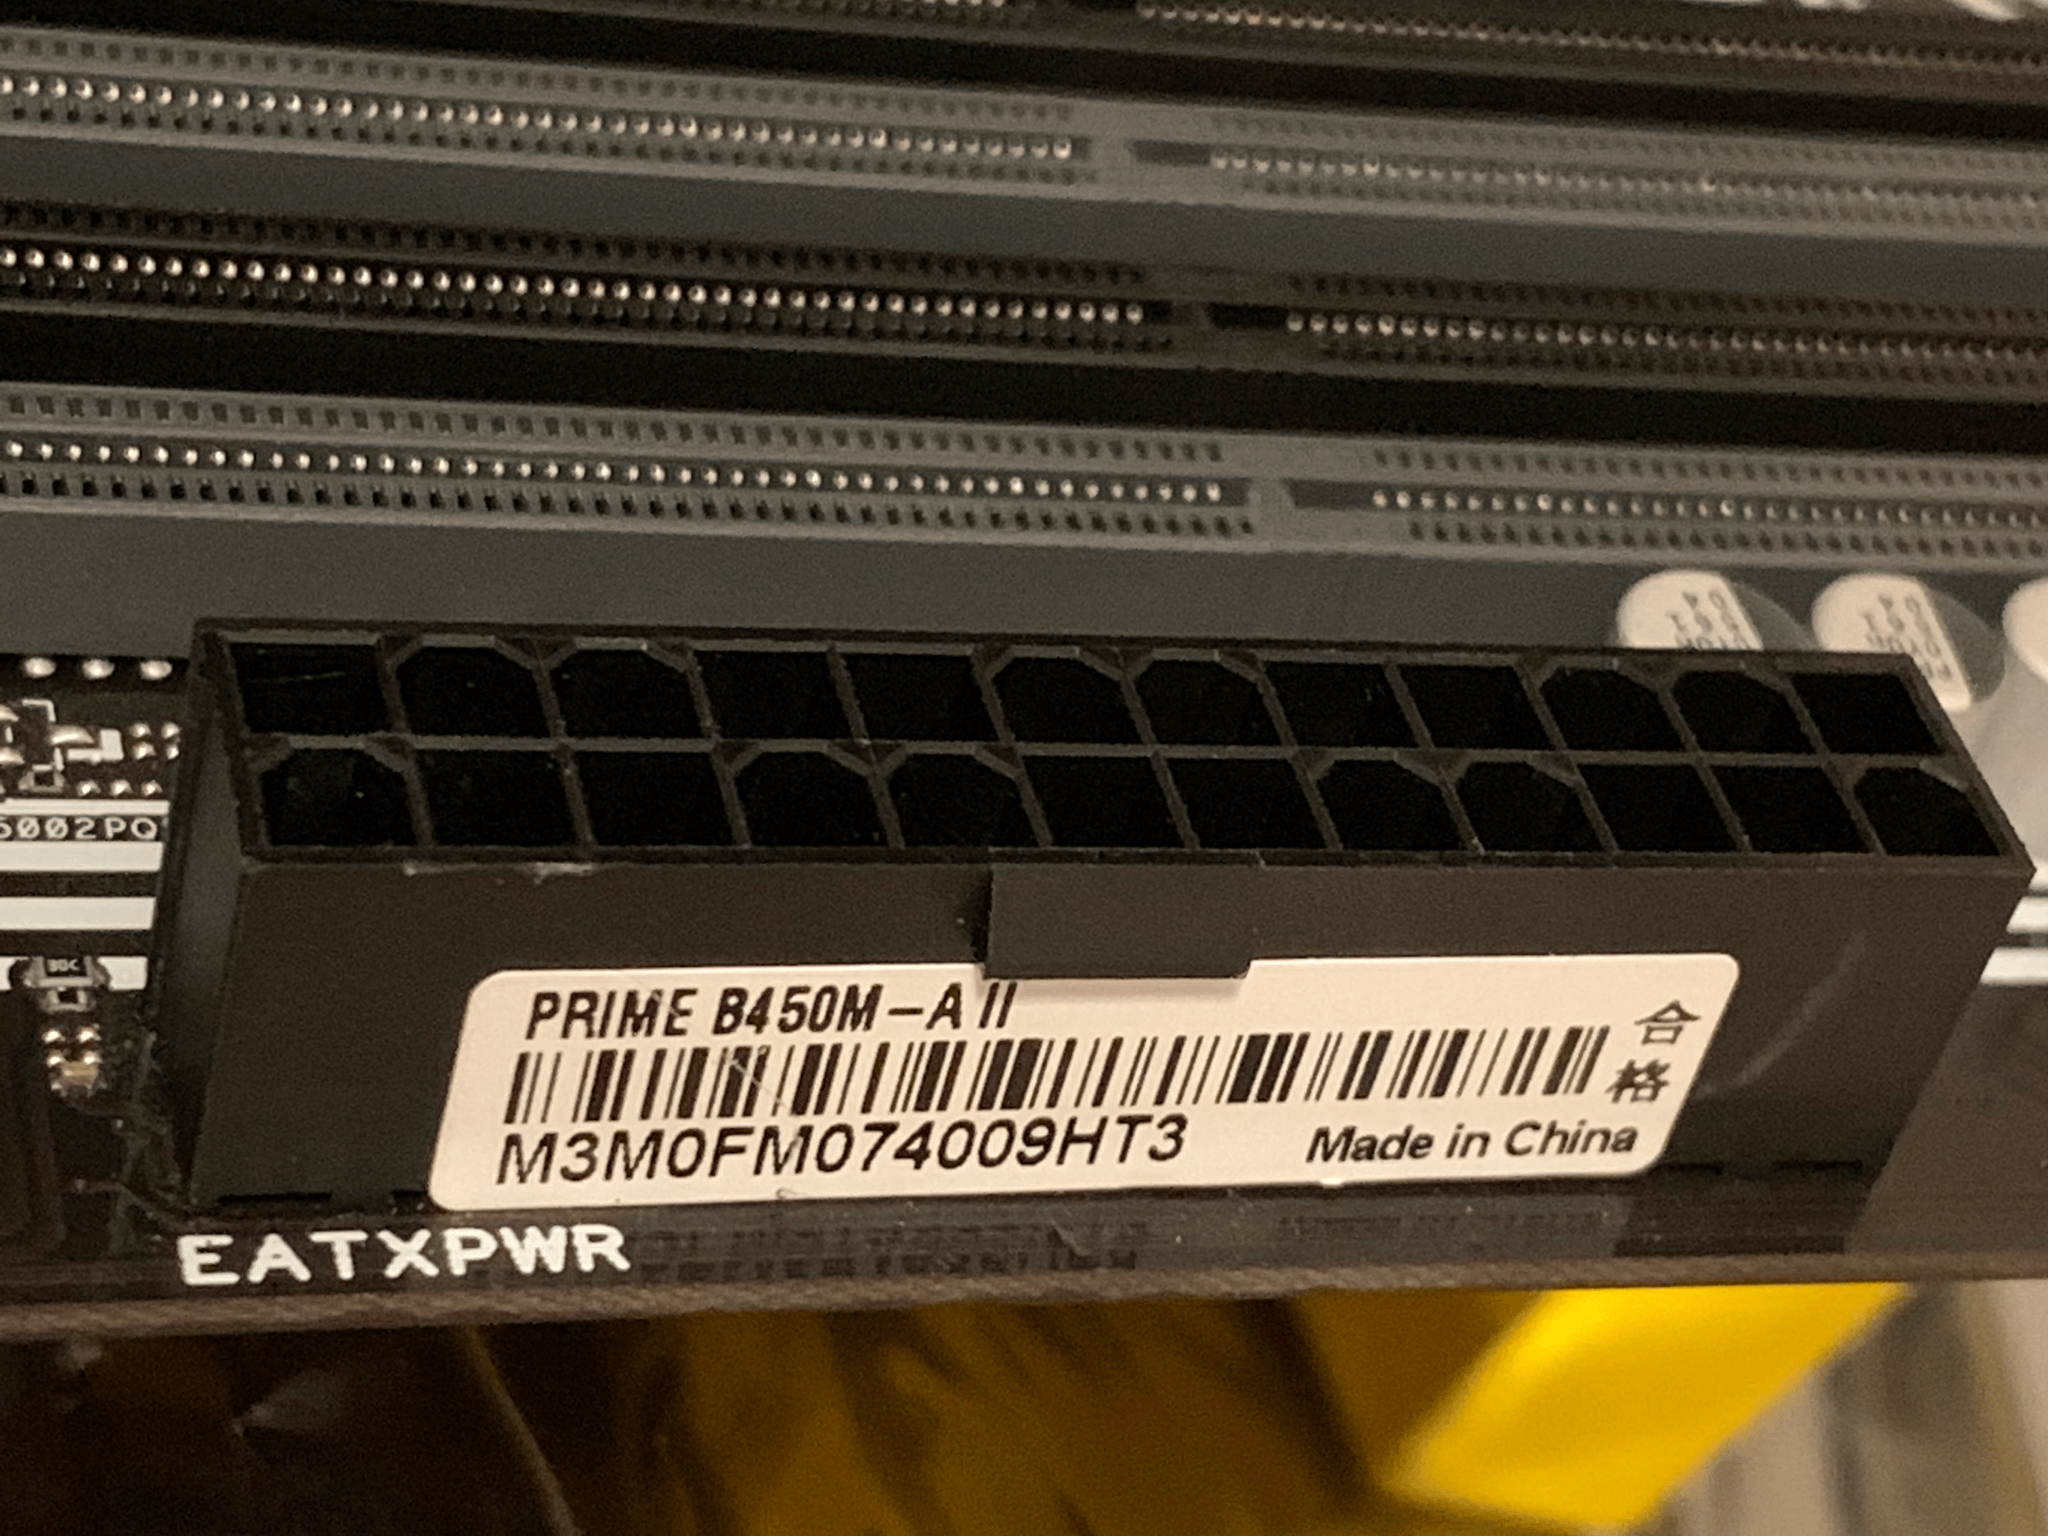 PRIME B450M-A II
合格
M3M0FM074009HT3
Made in China
EATXPWR